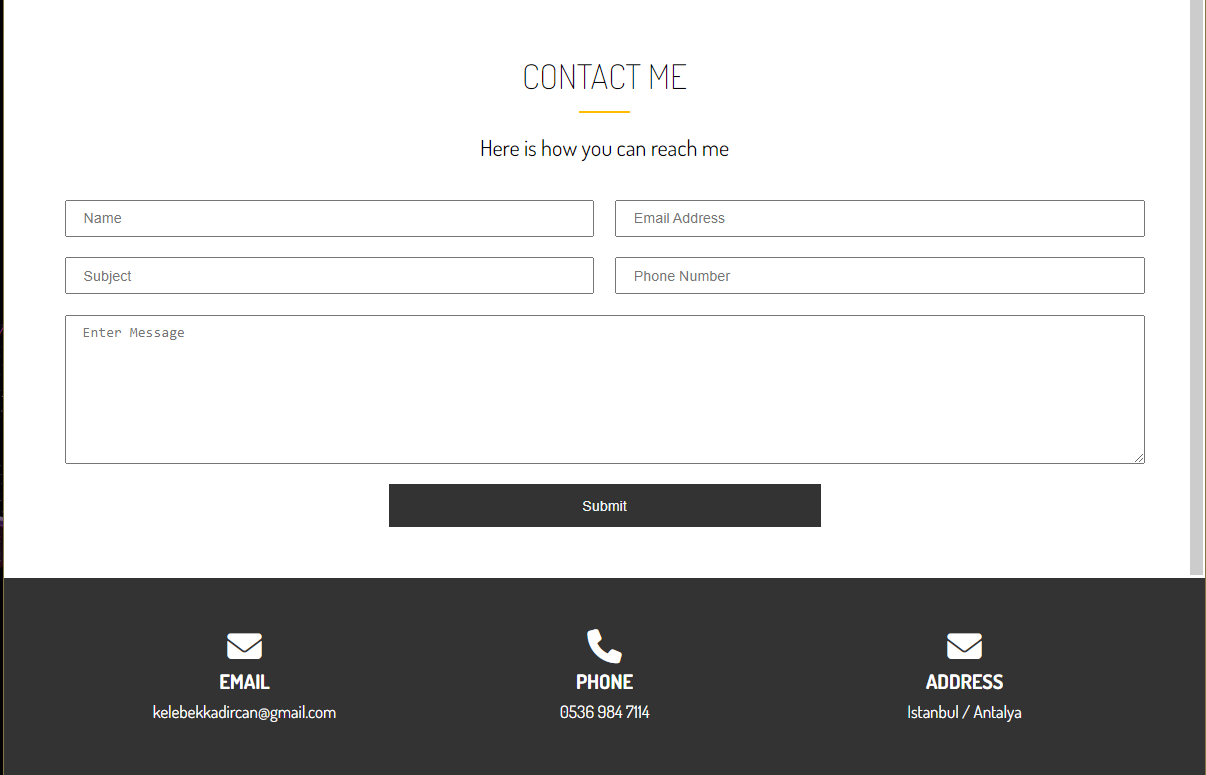 CONTACT ME
Here is how you can reach me
Name
Email Address
Subject
Phone Number
Enter Message
Submit
EMAIL
kelebekkadircan@gmail.com
PHONE
0536 984 7114
ADDRESS
Istanbul / Antalya